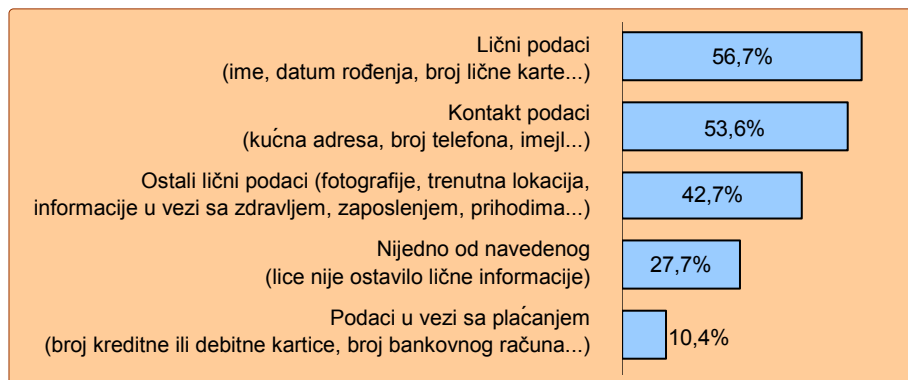 Lični podaci
(ime, datum rođenja, broj lične karte...)
56,7%
Kontakt podaci
(kućna adresa, broj telefona, imejl...)
53,6%
Ostali lični podaci (fotografije, trenutna lokacija,
informacije u vezi sa zdravljem, zaposlenjem, prihodima...)
42,7%
Nijedno od navedenog
(lice nije ostavilo lične informacije)
27,7%
Podaci u vezi sa plaćanjem
(broj kreditne ili debitne kartice, broj bankovnog računa...)
10,4%